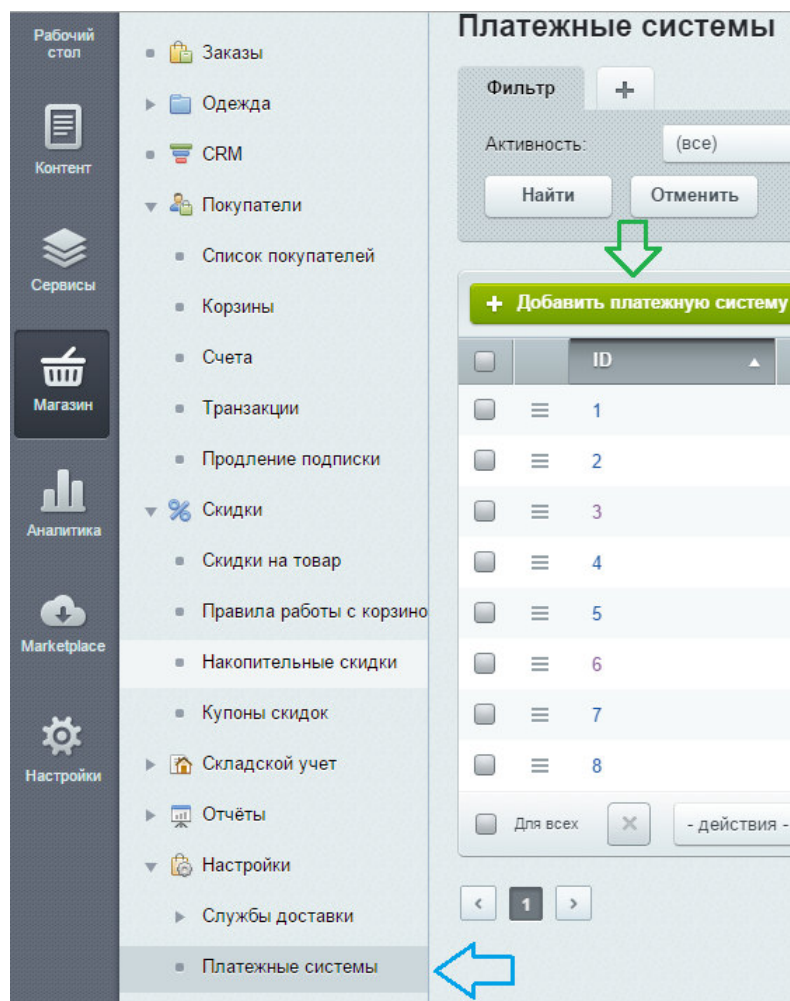 Рабочий
стол
Контент
Сервисы
Магазин
Аналитика
Marketplace
Настройки
Заказы
Одежда
CRM
Покупатели
Список покупателей
Корзины
Счета
Транзакции
Продление подписки
Скидки
Скидки на товар
Правила работы с корзино
Накопительные скидки
Купоны скидок
Складской учет
Отчёты
Настройки
Службы доставки
Платежные системы
Платежные системы
Фильтр +
Активность: (все)
Найти Отменить
+ Добавить платежную систему
ID
1
2
3
4
5
6
7
8
Для всех - действия -
1